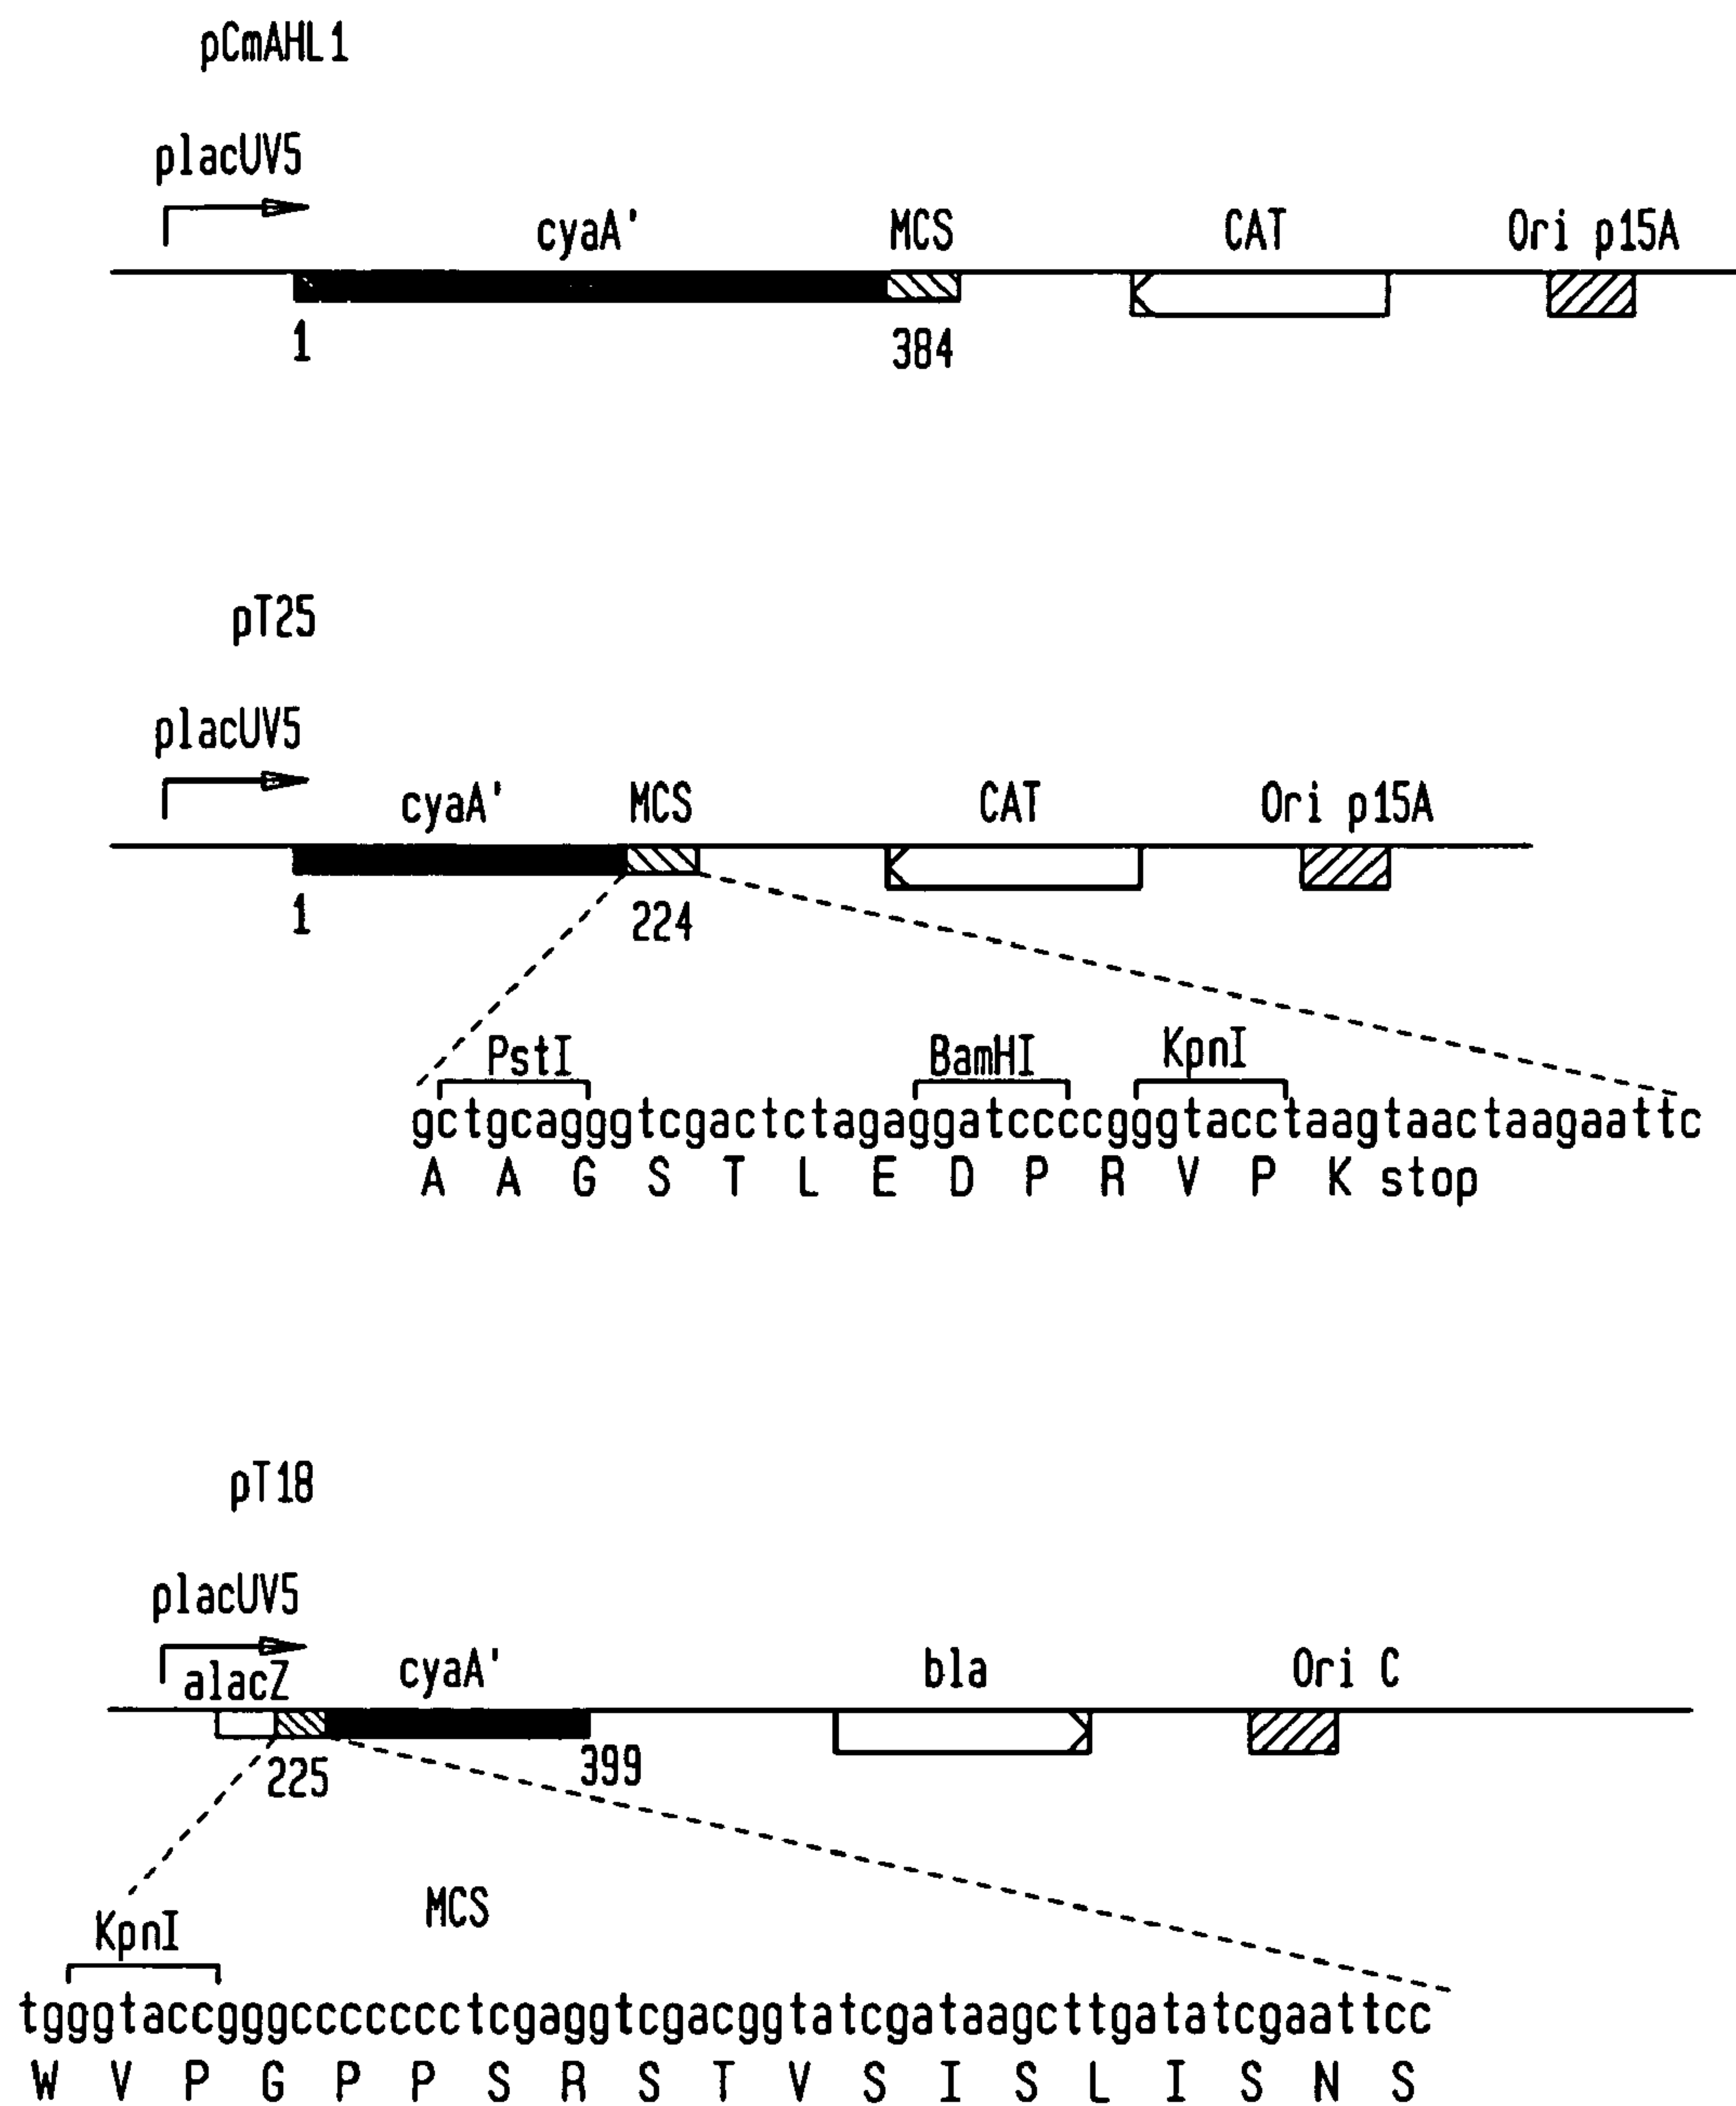 pCmAHL1
placUV5
cyaA' MCS CAT Ori p15A
1 384
pT25
placUV5
cyaA' MCS CAT Ori p15A
1 224
PstI BamHI KpnI
gctgcagggtcgactctagaggatccccgggtacctaagtaactaagaattc
A A G S T L E D P R V P K stop
pT18
placUV5
alacZ cyaA' bla Ori C
225 399
MCS
KpnI
tgggtaccgggccccccctcgaggtcgacggtatcgataagcttgatatcgaattcc
W V P G P P S R S T V S I S L I S N S